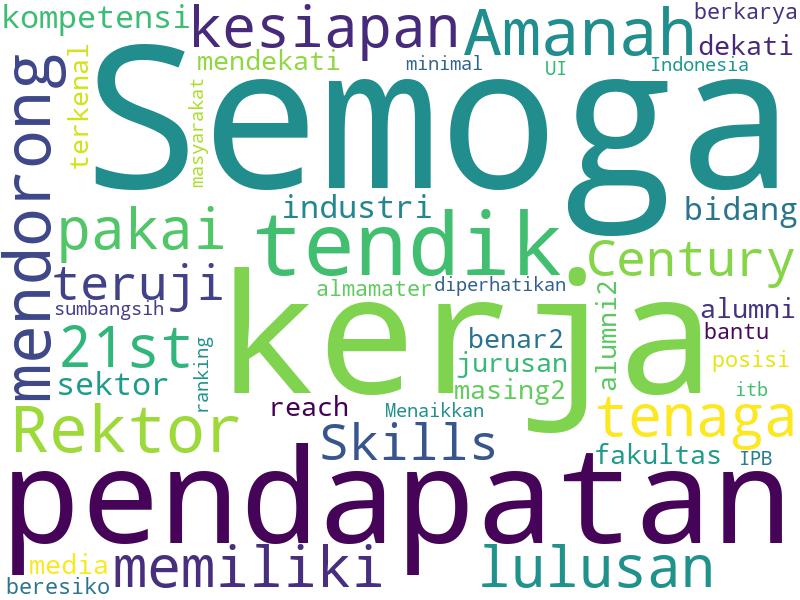 kompetensi
kesiapan
Amanah
berkarya
dekati
mendekati
minimal
UI
Indonesia
terkenal
masyarakat
mendorong
Semoga
industri
bidang
pakai
tendik
Century
teruji
almamater
diperhatikan
sumbangsih
kerja
alumni2
alumni
bantu
21st
benar2
jurusan
posisi
sektor
ranking
masing2
itb
reach
Menaikkan
tenaga
Rektor
Skills
fakultas
IPB
pendapatan
media
memiliki
lulusan
beresiko